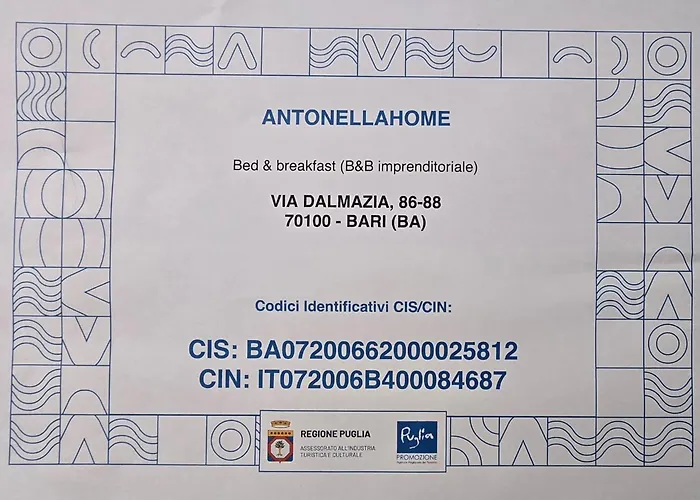 ANTONELLAHOME
Bed & breakfast (B&B imprenditoriale)
VIA DALMAZIA, 86-88
70100 - BARI (BA)
Codici Identificativi CIS/CIN:
CIS: BA07200662000025812
CIN: IT072006B400084687
REGIONE PUGLIA
ASSESSORATO ALL'INDUSTRIA
TURISTICA E CULTURALE
Puglia
PROMOZIONE